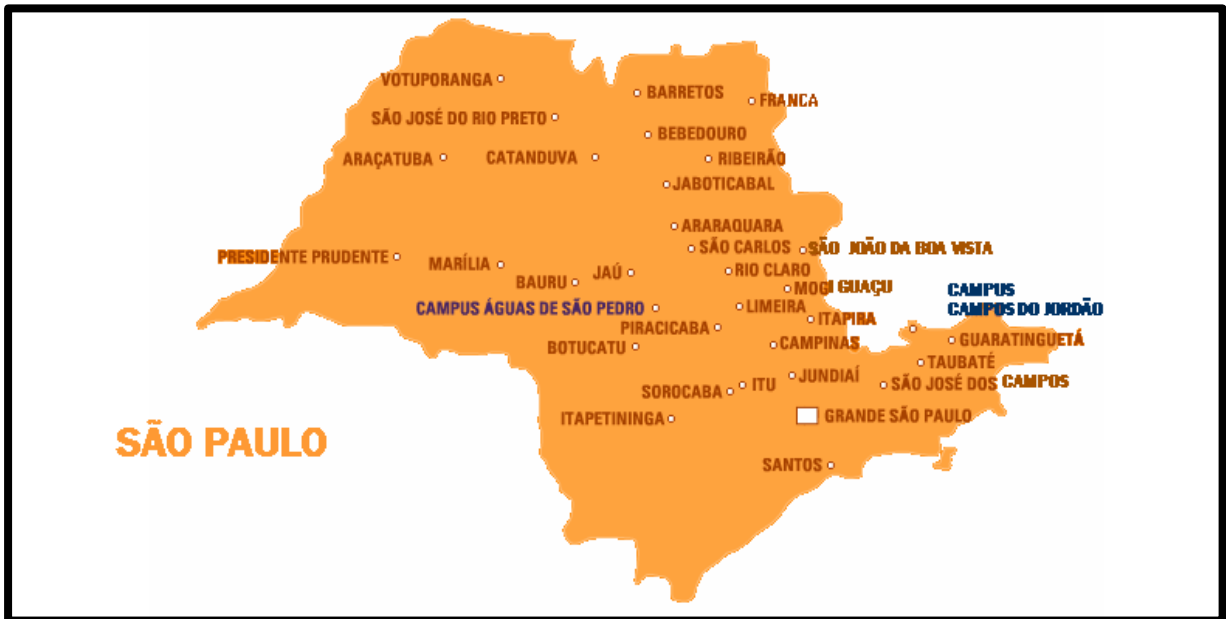 VOTUPORANGA
BARRETOS
FRANCA
SÃO JOSÉ DO RIO PRETO
BEBEDOURO
ARAÇATUBA
CATANDUVA
RIBEIRÃO
JABOTICABAL
ARARAQUARA
SÃO CARLOS
SÃO JOÃO DA BOA VISTA
PRESIDENTE PRUDENTE
MARÍLIA
JAÚ
RIO CLARO
BAURU
MOGI GUAÇU
CAMPUS
CAMPOS DO JORDÃO
CAMPUS ÁGUAS DE SÃO PEDRO
LIMEIRA
ITAPIRA
PIRACICABA
GUARATINGUETÁ
BOTUCATU
CAMPINAS
TAUBATÉ
JUNDIAÍ
SÃO JOSÉ DOS CAMPOS
SOROCABA
ITU
ITAPETININGA
GRANDE SÃO PAULO
SÃO PAULO
SANTOS